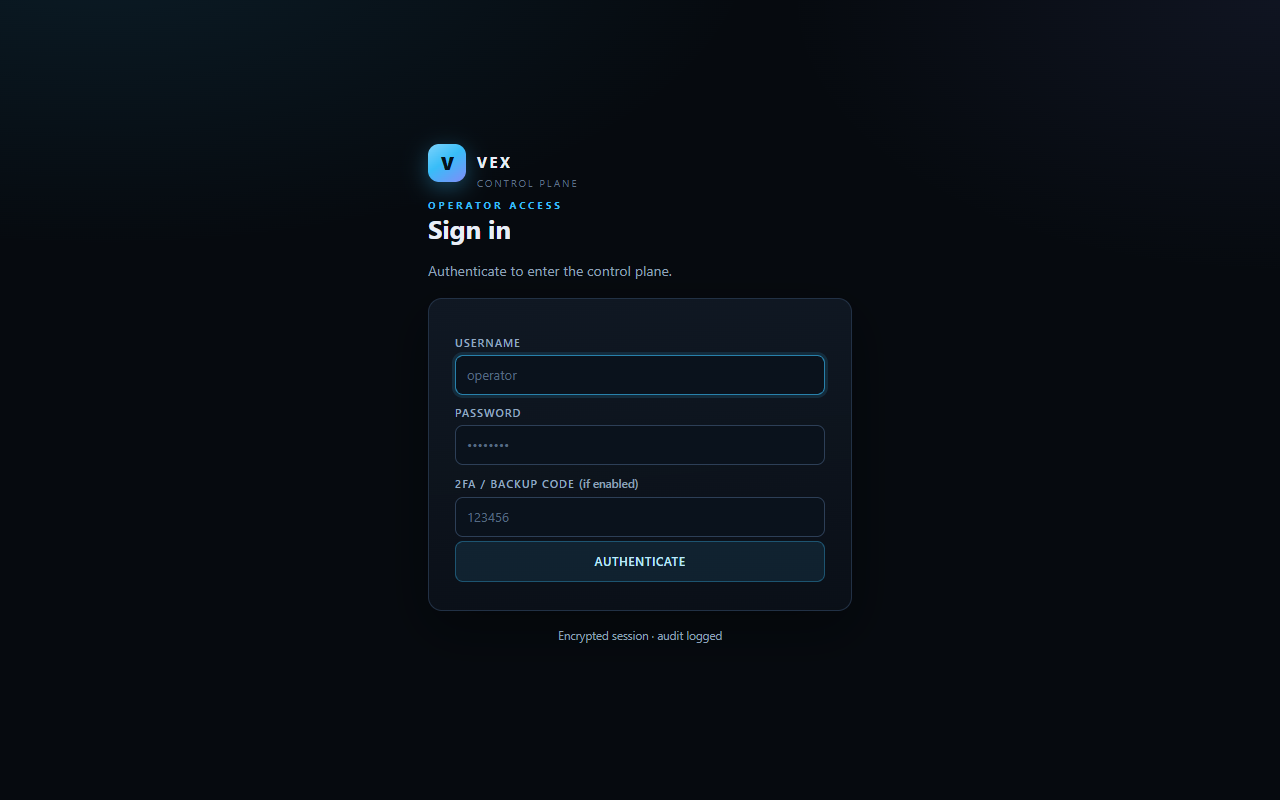 V
VEX
CONTROL PLANE
OPERATOR ACCESS
Sign in
Authenticate to enter the control plane.
USERNAME
operator
PASSWORD
••••••••
2FA / BACKUP CODE (if enabled)
123456
AUTHENTICATE
Encrypted session · audit logged